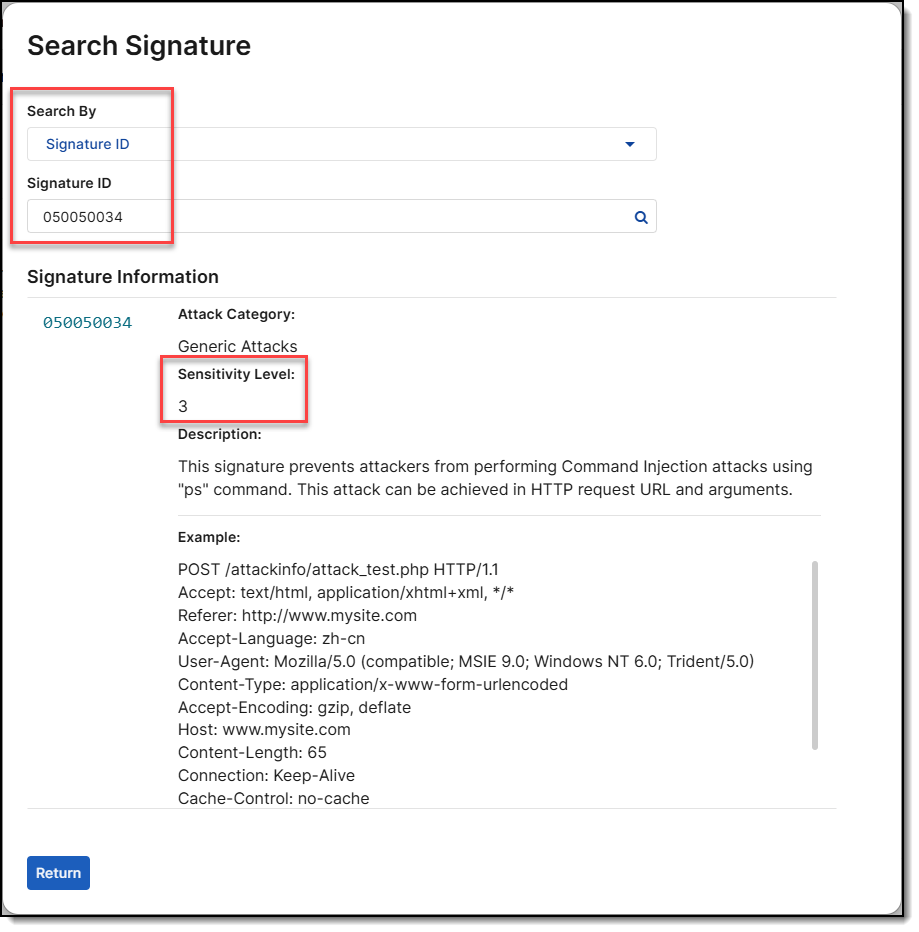 Search Signature
Search By
Signature ID
Signature ID
050050034
Signature Information
050050034
Attack Category:
Generic Attacks
Sensitivity Level:
3
Description:
This signature prevents attackers from performing Command Injection attacks using
"ps" command. This attack can be achieved in HTTP request URL and arguments.
Example:
POST /attackinfo/attack_test.php HTTP/1.1
Accept: text/html, application/xhtml+xml, */*
Referer: http://www.mysite.com
Accept-Language: zh-cn
User-Agent: Mozilla/5.0 (compatible; MSIE 9.0; Windows NT 6.0; Trident/5.0)
Content-Type: application/x-www-form-urlencoded
Accept-Encoding: gzip, deflate
Host: www.mysite.com
Content-Length: 65
Connection: Keep-Alive
Cache-Control: no-cache
Return